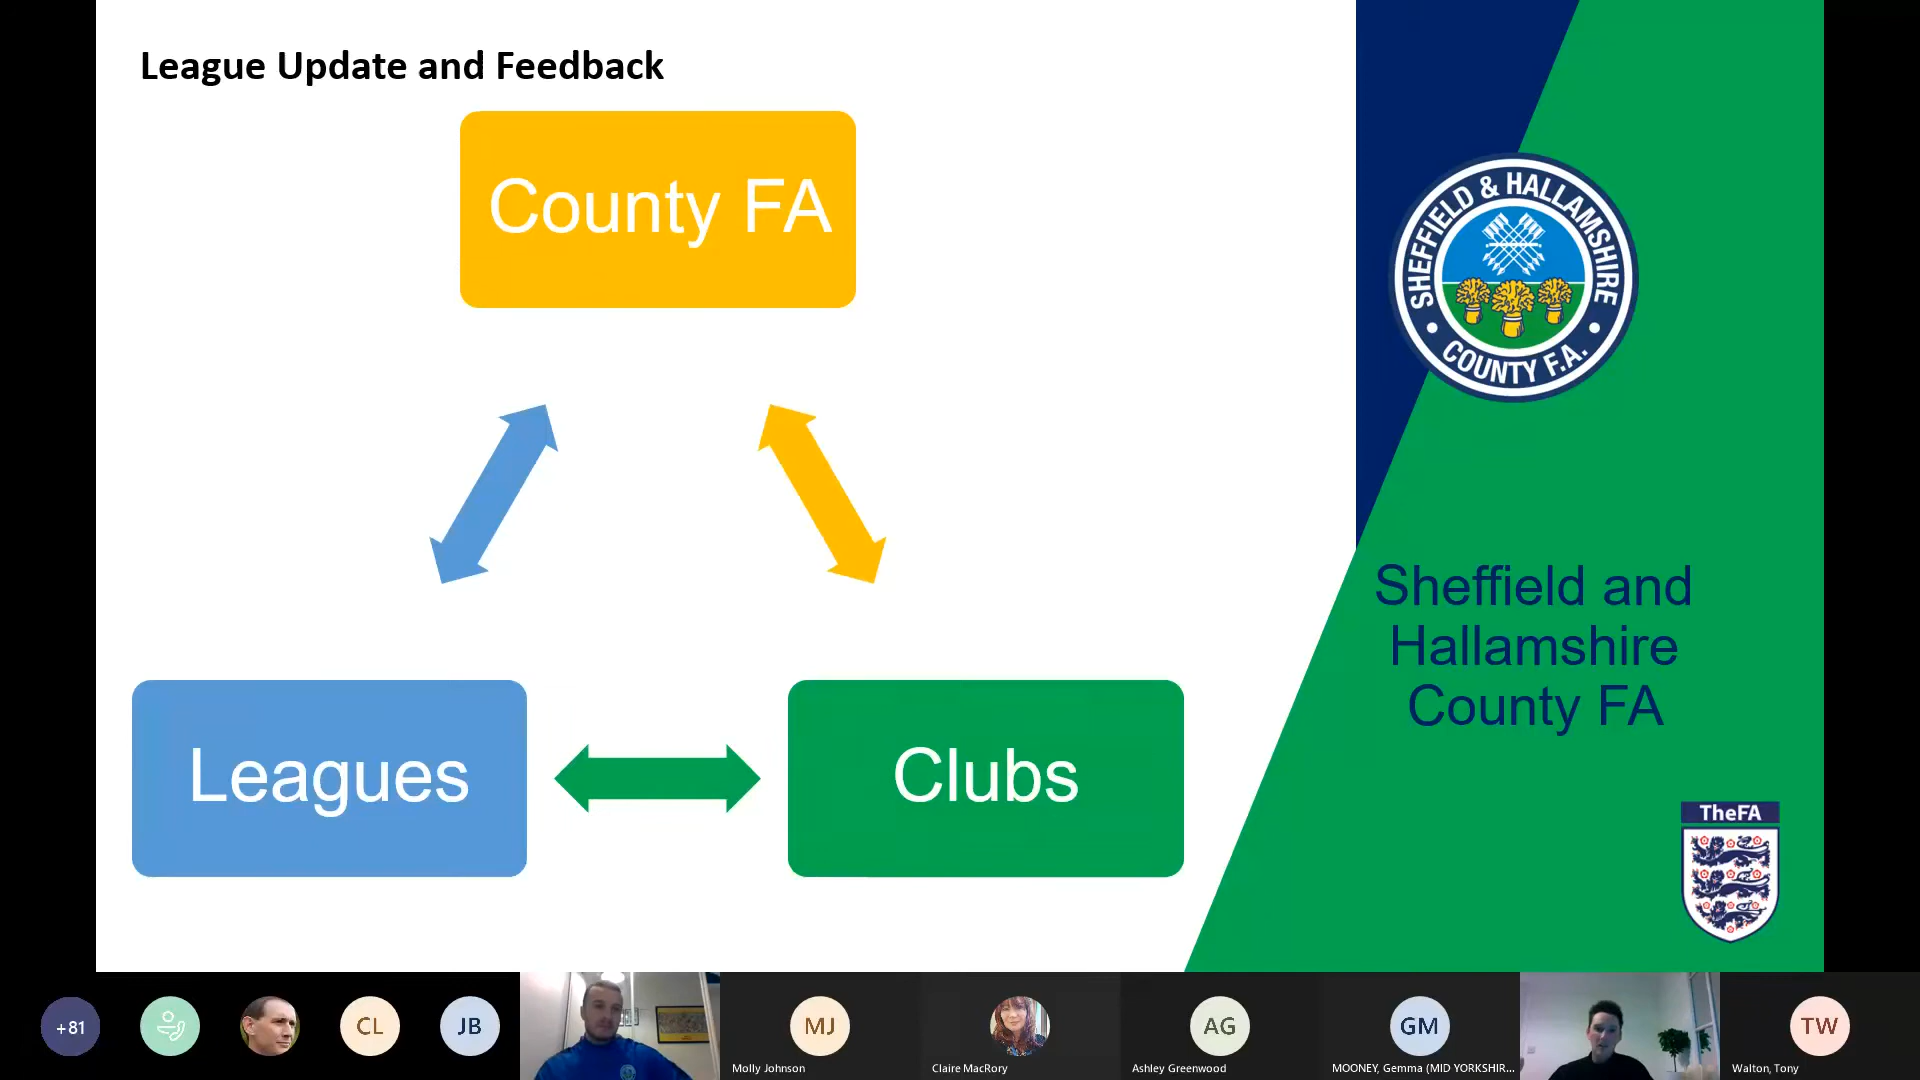 League Update and Feedback
County FA
SHEFFIELD & HALLAMSHIRE
COUNTY F.A.
Sheffield and
Hallamshire
County FA
Leagues
Clubs
TheFA
+81
CL
JB
MJ
AG
GM
TW
Molly Johnson
Claire MacRory
Ashley Greenwood
MOONEY, Gemma (MID YORKSHIR...
Walton, Tony